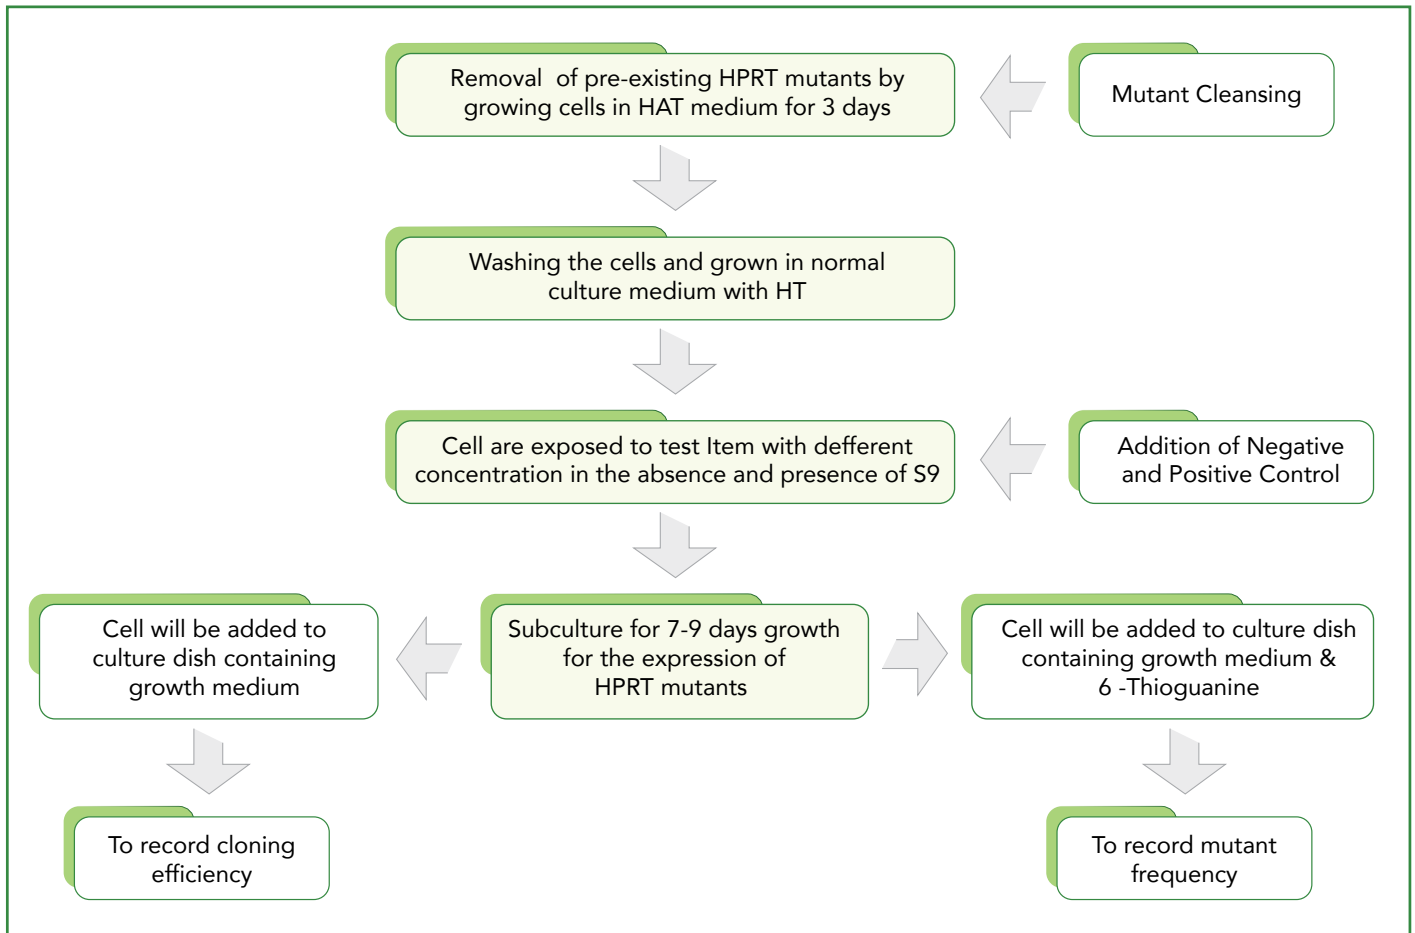 Removal of pre-existing HPRT mutants by
growing cells in HAT medium for 3 days
Mutant Cleansing
Washing the cells and grown in normal
culture medium with HT
Cell are exposed to test Item with defferent
concentration in the absence and presence of S9
Addition of Negative
and Positive Control
Cell will be added to
culture dish containing
growth medium
Subculture for 7-9 days growth
for the expression of
HPRT mutants
Cell will be added to culture dish
containing growth medium &
6 -Thioguanine
To record cloning
efficiency
To record mutant
frequency